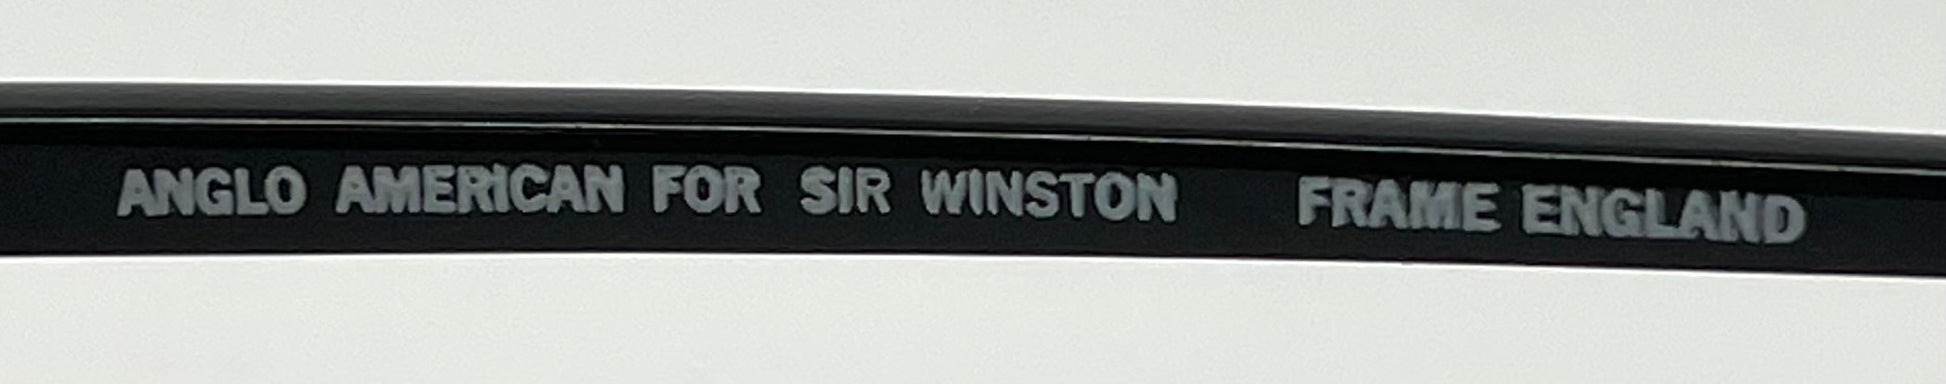 ANGLO AMERICAN FOR SIR WINSTON FRAME ENGLAND